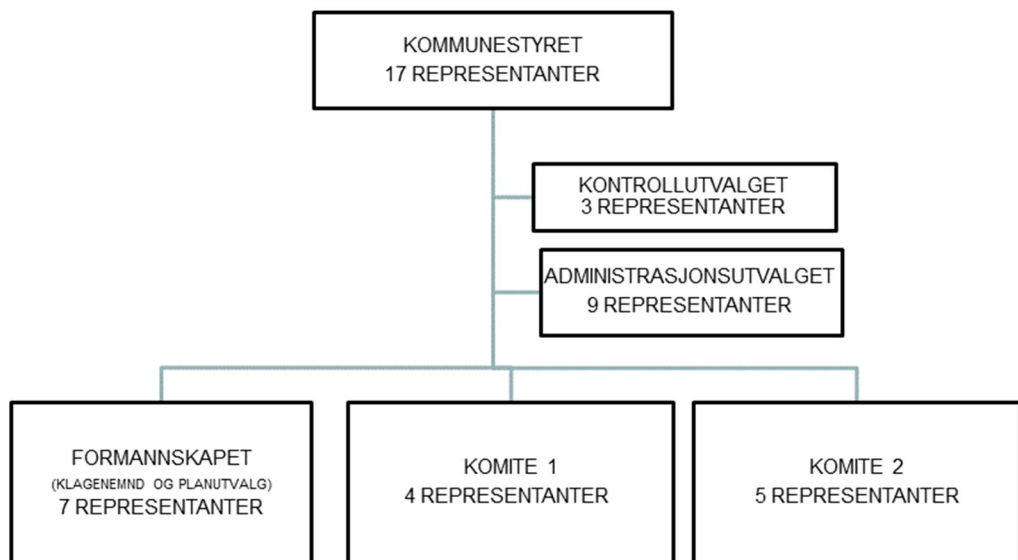 KOMMUNESTYRET
17 REPRESENTANTER
KONTROLLUTVALGET
3 REPRESENTANTER
ADMINISTRASJONSUTVALGET
9 REPRESENTANTER
FORMANNSKAPET
(KLAGENEMND OG PLANUTVALG)
7 REPRESENTANTER
KOMITE 1
4 REPRESENTANTER
KOMITE 2
5 REPRESENTANTER